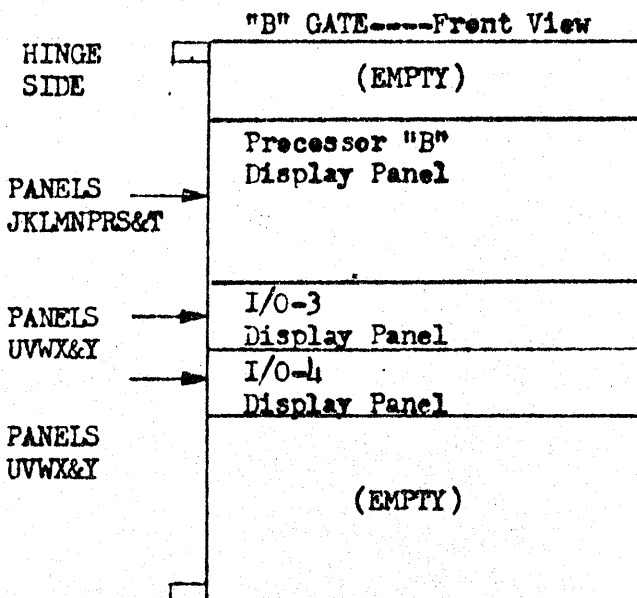 "B" GATE----Front View
HINGE
SIDE
(EMPTY)
Processor "B"
Display Panel
PANELS
JKLMNPRS&T
I/O-3
Display Panel
PANELS
UVWX&Y
I/O-4
Display Panel
PANELS
UVWX&Y
(EMPTY)